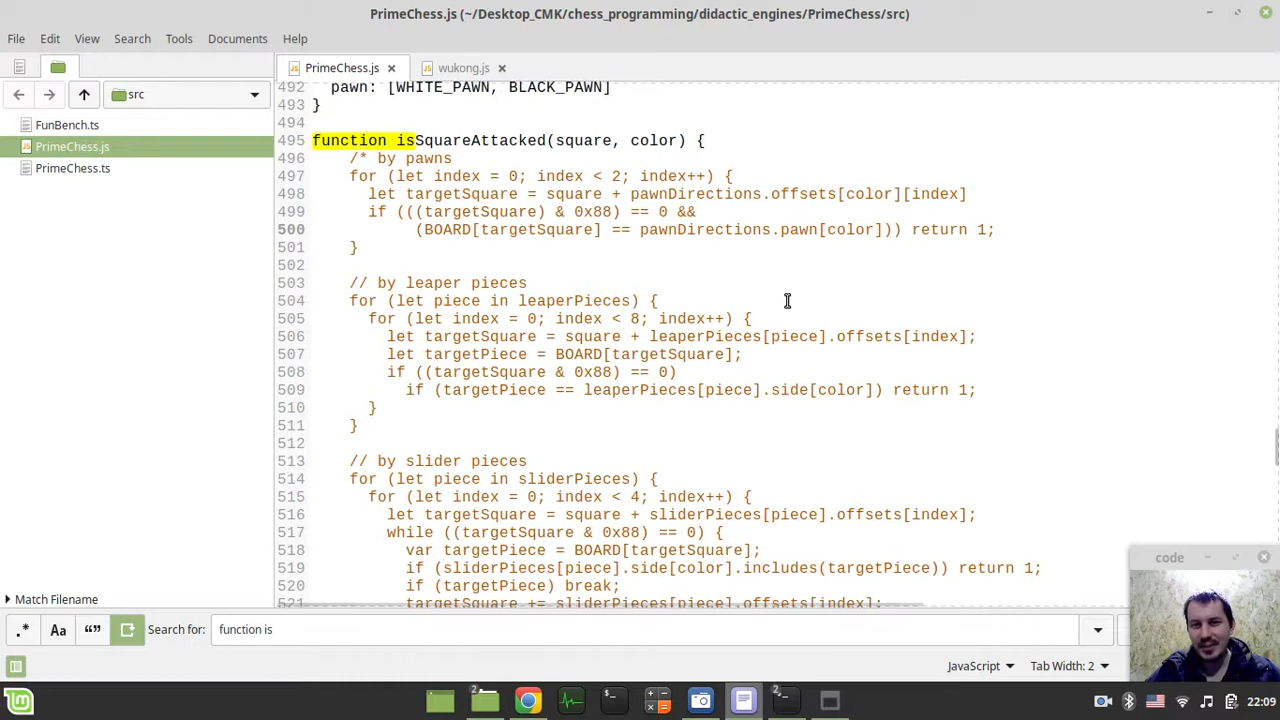 PrimeChess.js (~/Desktop_CMK/chess_programming/didactic_engines/PrimeChess/src)
File Edit View Search Tools Documents Help
PrimeChess.js × wukong.js ×
src
FunBench.ts
PrimeChess.js
PrimeChess.ts
492 pawn: [WHITE_PAWN, BLACK_PAWN]
493 }
494
495 function isSquareAttacked(square, color) {
496 /* by pawns
497 for (let index = 0; index < 2; index++) {
498 let targetSquare = square + pawnDirections.offsets[color][index]
499 if (((targetSquare) & 0x88) == 0 &&
500 (BOARD[targetSquare] == pawnDirections.pawn[color])) return 1;
501 }
502
503 // by leaper pieces
504 for (let piece in leaperPieces) {
505 for (let index = 0; index < 8; index++) {
506 let targetSquare = square + leaperPieces[piece].offsets[index];
507 let targetPiece = BOARD[targetSquare];
508 if ((targetSquare & 0x88) == 0)
509 if (targetPiece == leaperPieces[piece].side[color]) return 1;
510 }
511 }
512
513 // by slider pieces
514 for (let piece in sliderPieces) {
515 for (let index = 0; index < 4; index++) {
516 let targetSquare = square + sliderPieces[piece].offsets[index];
517 while ((targetSquare & 0x88) == 0) {
518 var targetPiece = BOARD[targetSquare];
519 if (sliderPieces[piece].side[color].includes(targetPiece)) return 1;
520 if (targetPiece) break;
521 targetSquare += sliderPieces[piece].offsets[index];
code
Match Filename
.* Aa “” Search for: function is
JavaScript Tab Width: 2
2 $_ 2 22:09